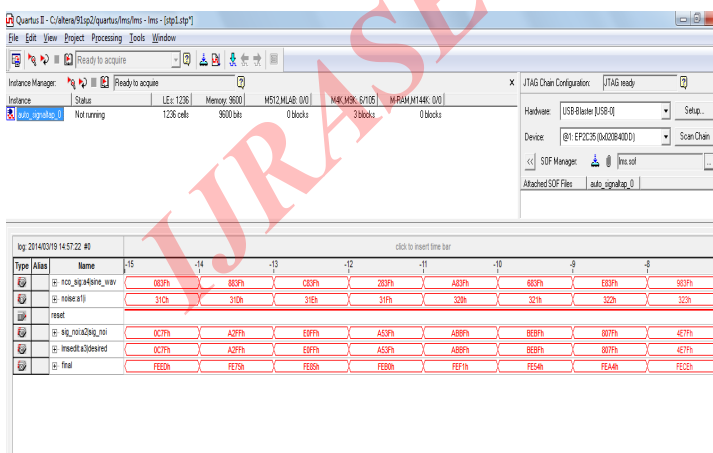 Quartus II - C:/altera/91sp2/quartus/lms/lms - lms - [stp1.stp*]
File Edit View Project Processing Tools Window
Ready to acquire
Instance Manager: Ready to acquire
JTAG Chain Configuration: JTAG ready
Instance Status LEs: 1236 Memory: 9600 M512,MLAB: 0/0 M4K,M9K: 6/105 M-RAM,M144K: 0/0
auto_signaltap_0 Not running 1236 cells 9600 bits 0 blocks 3 blocks 0 blocks
Hardware: USB-Blaster [USB-0] Setup...
Device: @1: EP2C35 (0x020B40DD) Scan Chain
<< SOF Manager: lms.sof ...
Attached SOF Files auto_signaltap_0
IJRASE
log: 2014/03/19 14:57:22 #0 click to insert time bar
Type Alias Name -15 -14 -13 -12 -11 -10 -9 -8
nco_sig:a4|sine_wav 083Fh 883Fh C83Fh 283Fh A83Fh 683Fh E83Fh 983Fh
noise:a1|i 31Ch 31Dh 31Eh 31Fh 320h 321h 322h 323h
reset
sig_noi:a2|sig_noi 0C7Fh A2FFh E0FFh A53Fh ABBFh BEBFh 807Fh 4E7Fh
lmsedit:a3|desired 0C7Fh A2FFh E0FFh A53Fh ABBFh BEBFh 807Fh 4E7Fh
final FEEDh FE75h FE85h FEB0h FEF1h FE54h FEA4h FECEh